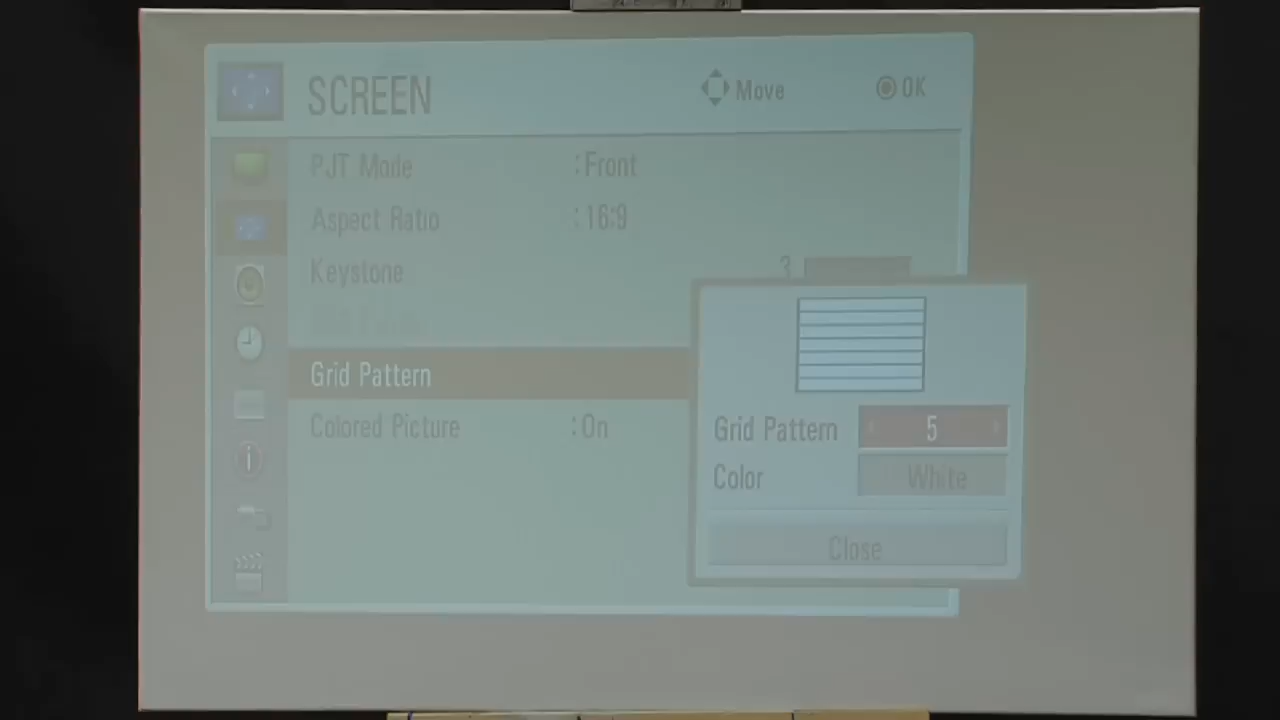 SCREEN
Move
OK
PJT Mode :Front
Aspect Ratio :16:9
Keystone 3
Grid Pattern
Colored Picture :On
Grid Pattern 5
Color White
Close